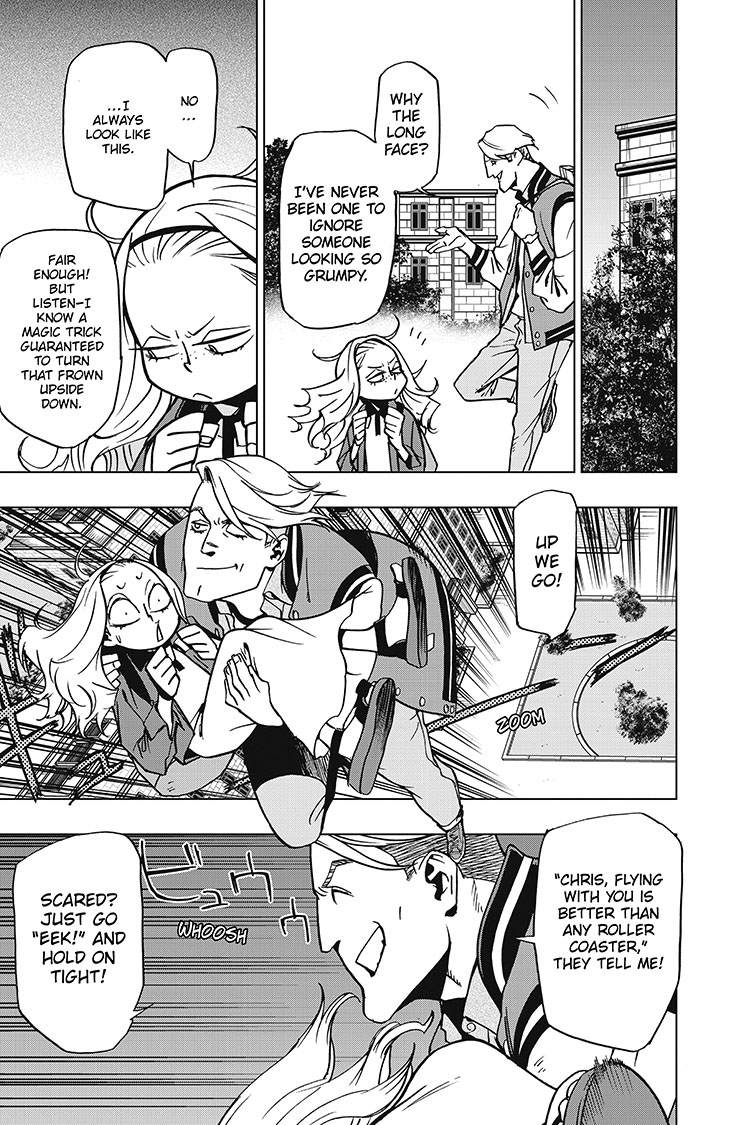 WHY
THE
LONG
FACE?
I'VE NEVER
BEEN ONE TO
IGNORE
SOMEONE
LOOKING SO
GRUMPY.
NO
...
...I
ALWAYS
LOOK LIKE
THIS.
FAIR
ENOUGH!
BUT
LISTEN–I
KNOW A
MAGIC TRICK
GUARANTEED
TO TURN
THAT FROWN
UPSIDE
DOWN.
UP
WE
GO!
ZOOM
"CHRIS, FLYING
WITH YOU IS
BETTER THAN
ANY ROLLER
COASTER,"
THEY TELL ME!
ビュウウ
WHOOSH
SCARED?
JUST GO
"EEK!" AND
HOLD ON
TIGHT!